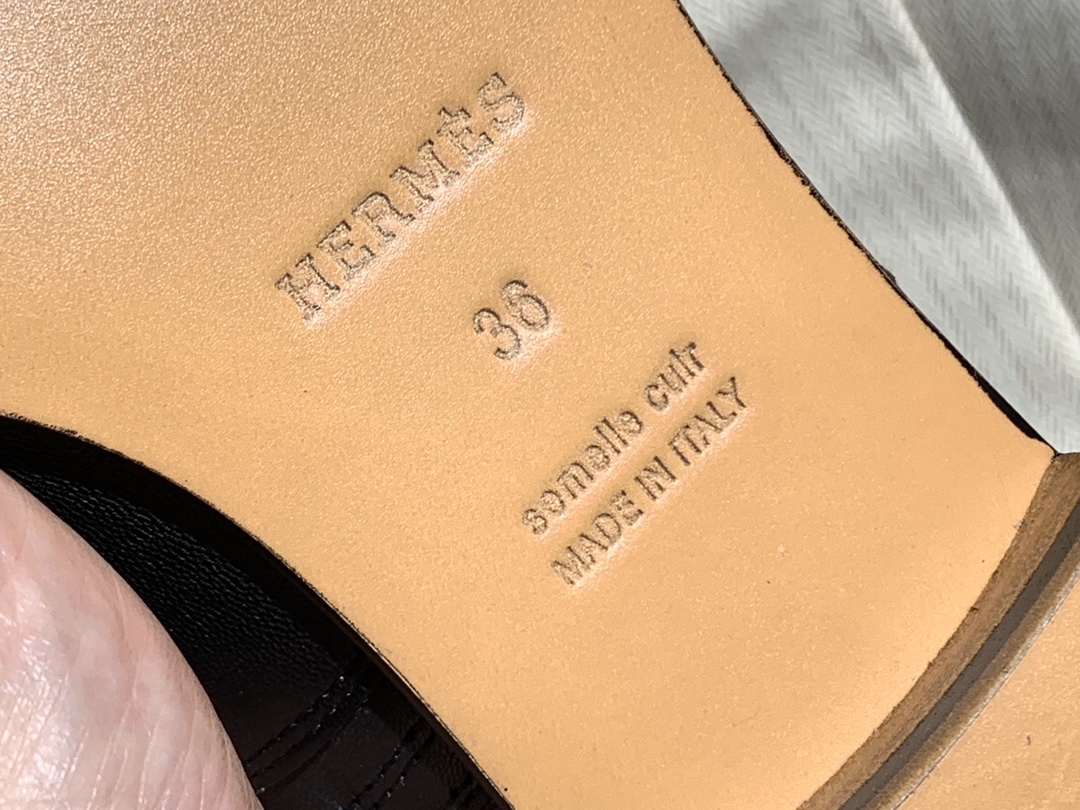 HERMÈS
36
semelle cuir
MADE IN ITALY